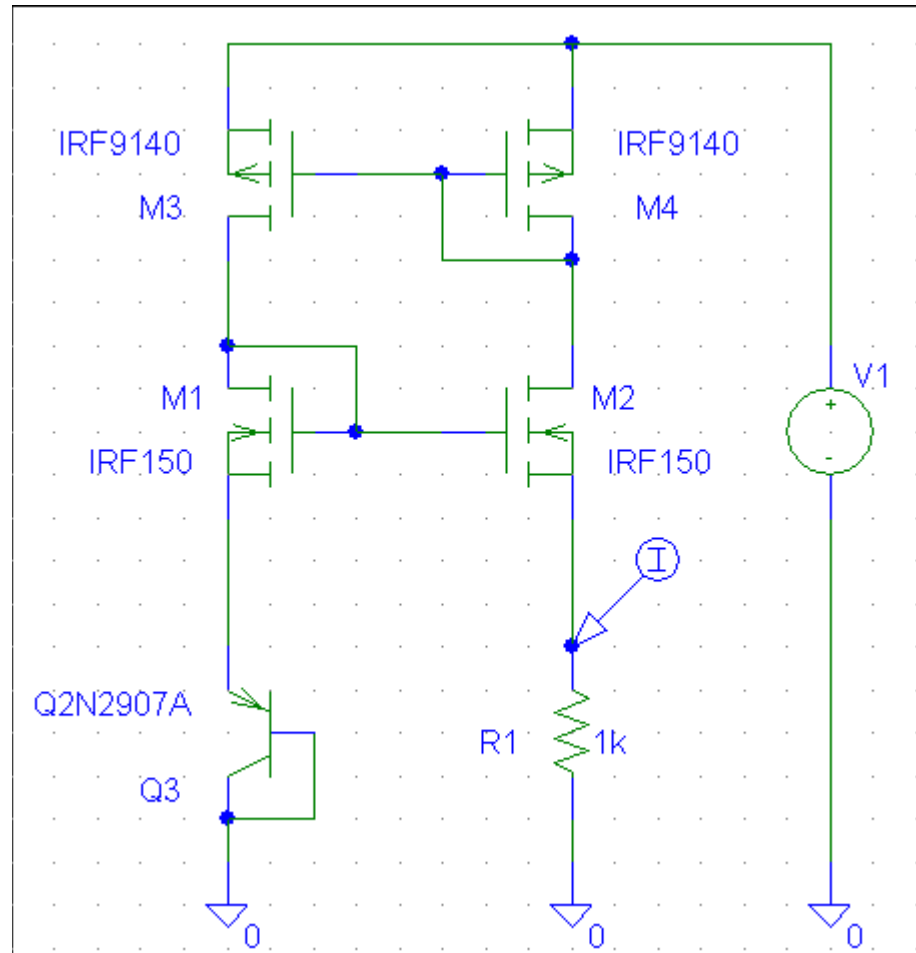 IRF9140
IRF9140
M3
M4
M1
M2
V1
+
-
IRF150
IRF150
I
Q2N2907A
R1
1k
Q3
0
0
0